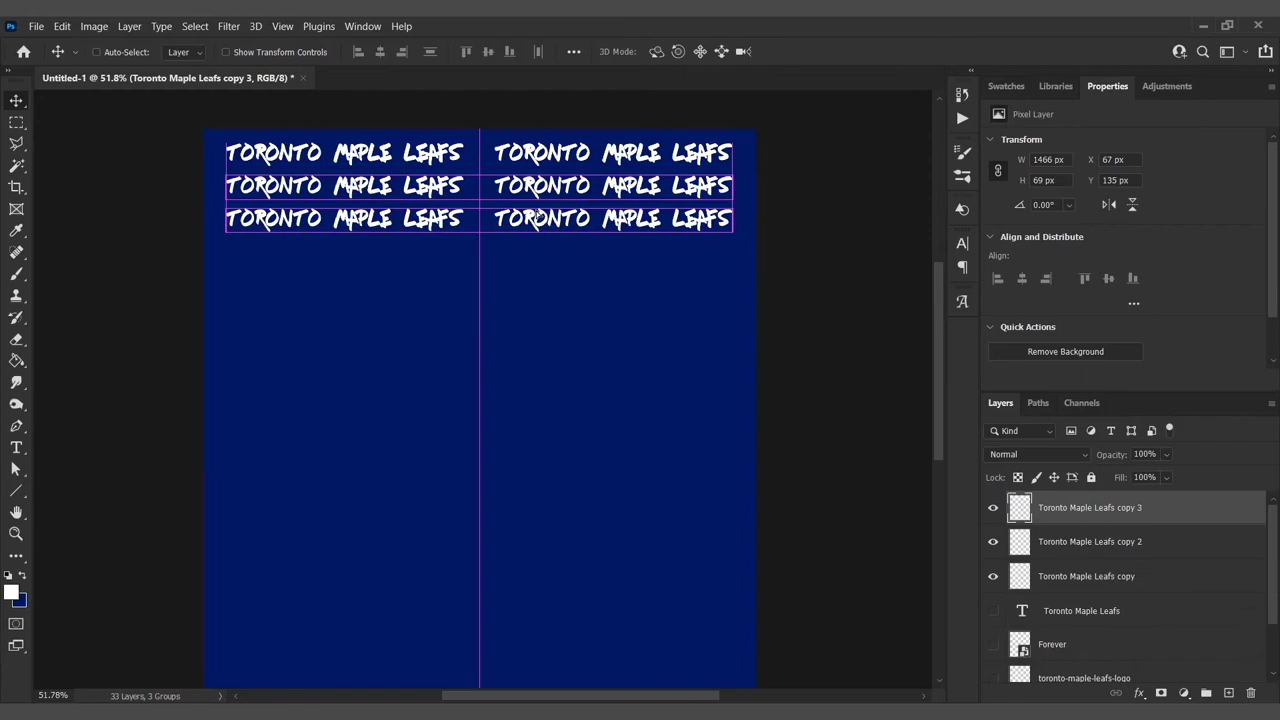 Ps File Edit Image Layer Type Select Filter 3D View Plugins Window Help
Auto-Select: Layer Show Transform Controls 3D Mode:
Untitled-1 @ 51.8% (Toronto Maple Leafs copy 3, RGB/8) *
Swatches Libraries Properties Adjustments
Pixel Layer
Transform
W 1466 px X 67 px
H 69 px Y 135 px
0.00°
Align and Distribute
Align:
Quick Actions
Remove Background
TORONTO MAPLE LEAFS TORONTO MAPLE LEAFS
TORONTO MAPLE LEAFS TORONTO MAPLE LEAFS
TORONTO MAPLE LEAFS TORONTO MAPLE LEAFS
Layers Paths Channels
Kind
Normal Opacity: 100%
Lock: Fill: 100%
Toronto Maple Leafs copy 3
Toronto Maple Leafs copy 2
Toronto Maple Leafs copy
Toronto Maple Leafs
Forever
toronto-maple-leafs-logo
51.78% 33 Layers, 3 Groups